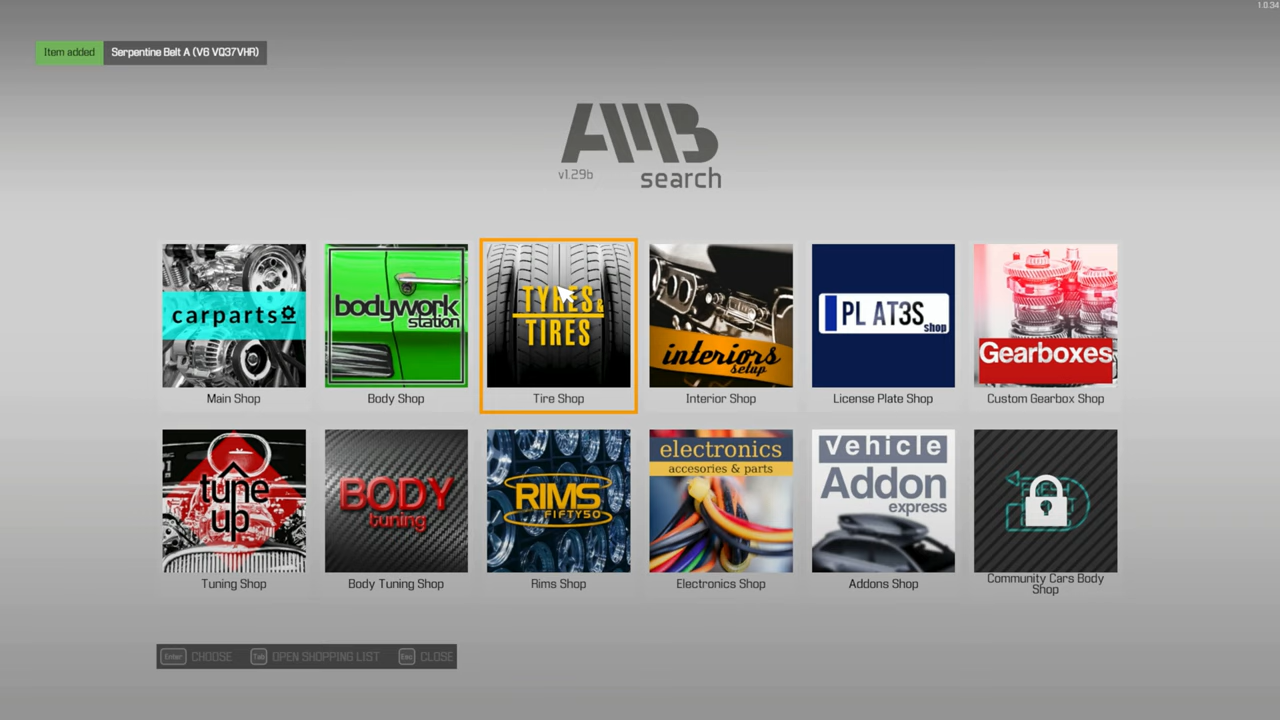 1.0.34
Item added
Serpentine Belt A (V6 VQ37VHR)
AMB
v1.29b
search
carparts
bodywork
station
TYRES &
TIRES
interiors
setup
PL AT3S
shop
Gearboxes
Main Shop
Body Shop
Tire Shop
Interior Shop
License Plate Shop
Custom Gearbox Shop
tune
up
BODY
tuning
RIMS
FIFTY50
electronics
accesories & parts
vehicle
Addon
express
Tuning Shop
Body Tuning Shop
Rims Shop
Electronics Shop
Addons Shop
Community Cars Body
Shop
Enter CHOOSE Tab OPEN SHOPPING LIST Esc CLOSE